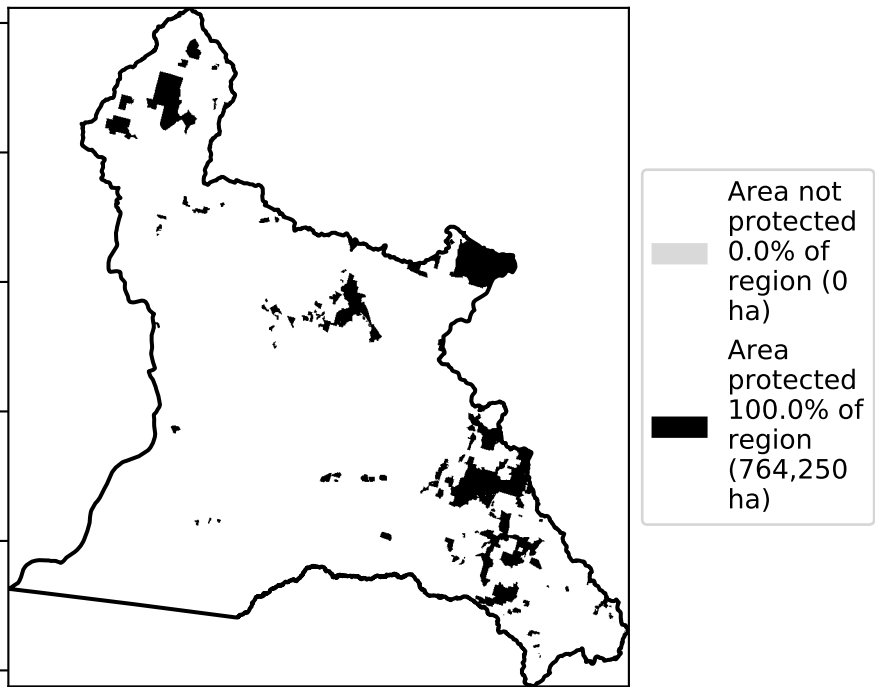 Area not
protected
0.0% of
region (0
ha)
Area
protected
100.0% of
region
(764,250
ha)